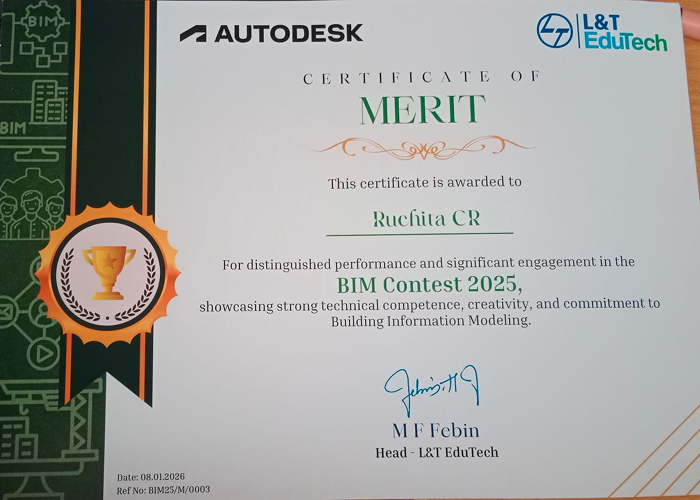 BIM
BIM
AUTODESK
L&T
EduTech
CERTIFICATE OF
MERIT
This certificate is awarded to
Ruchita CR
For distinguished performance and significant engagement in the
BIM Contest 2025,
showcasing strong technical competence, creativity, and commitment to
Building Information Modeling.
M F Febin
Head - L&T EduTech
Date: 08.01.2026
Ref No: BIM25/M/0003